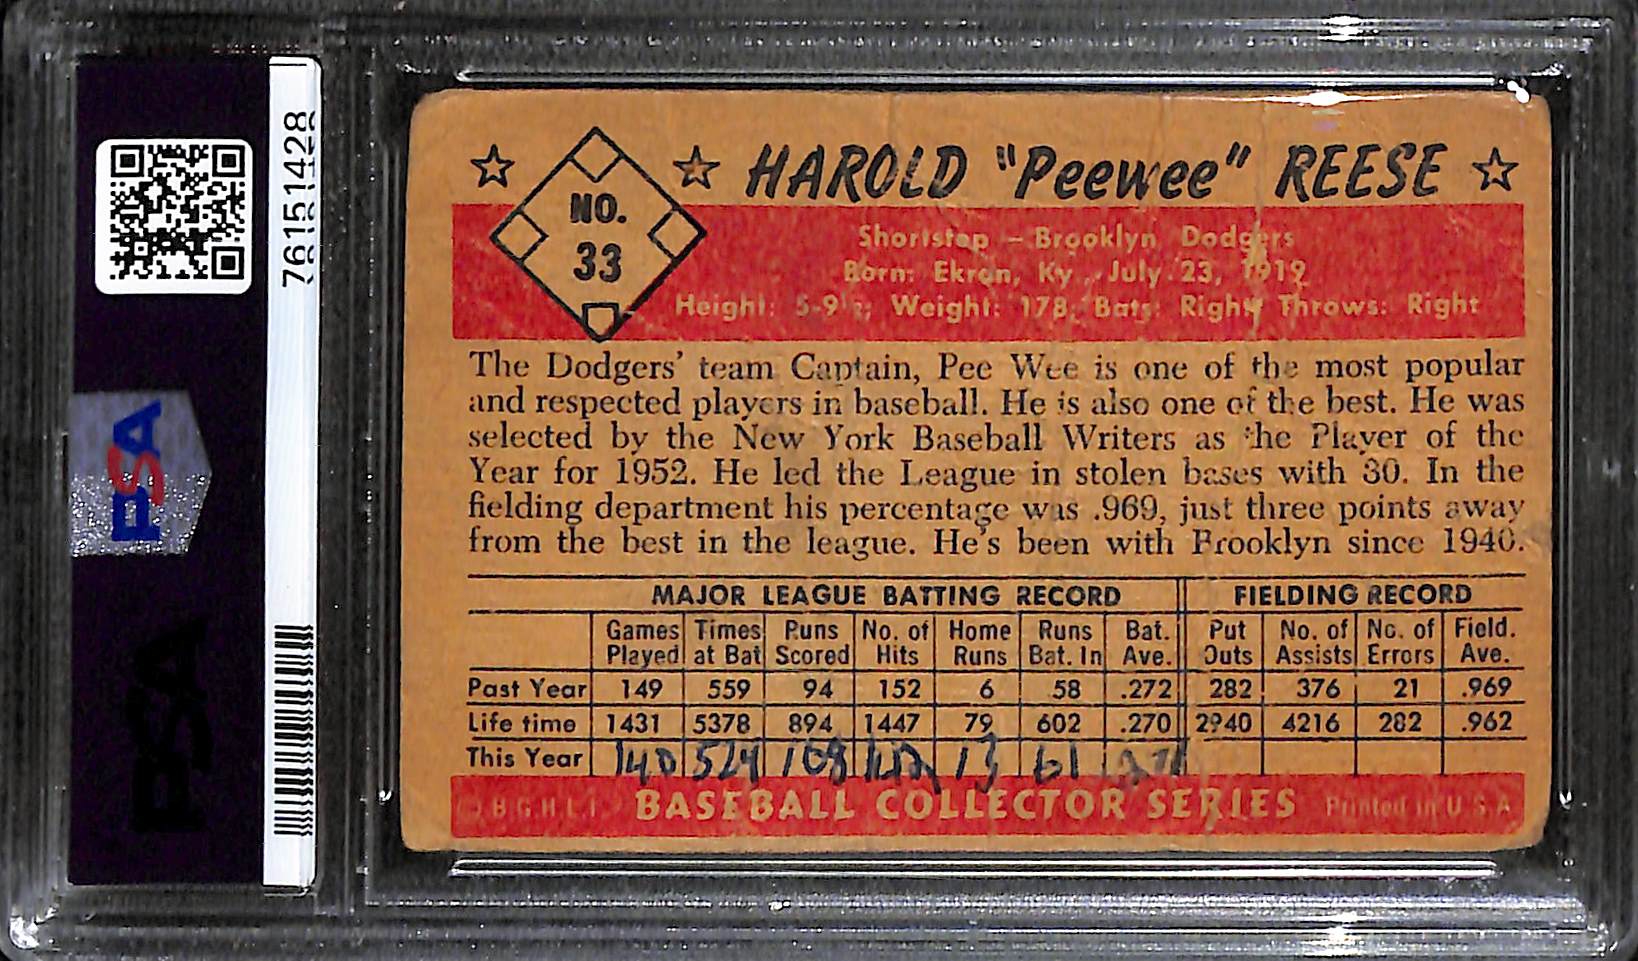 76151428
PSA
PSA
NO.
33
HAROLD "Peewee" REESE
Shortstop — Brooklyn Dodgers
Born: Ekron, Ky., July 23, 1919
Height: 5-9½; Weight: 178; Bats: Right Throws: Right
The Dodgers' team Captain, Pee Wee is one of the most popular
and respected players in baseball. He is also one of the best. He was
selected by the New York Baseball Writers as the Player of the
Year for 1952. He led the League in stolen bases with 30. In the
fielding department his percentage was .969, just three points away
from the best in the league. He's been with Brooklyn since 1940.
MAJOR LEAGUE BATTING RECORD FIELDING RECORD
Games Times Runs No. of Home Runs Bat. Put No. of No. of Field.
Played at Bat Scored Hits Runs Bat. In Ave. Outs Assists Errors Ave.
Past Year 149 559 94 152 6 58 .272 282 376 21 .969
Life time 1431 5378 894 1447 79 602 .270 2940 4216 282 .962
This Year 140 524 108 13 61
B.G.H.L.I. BASEBALL COLLECTOR SERIES Printed in U.S.A